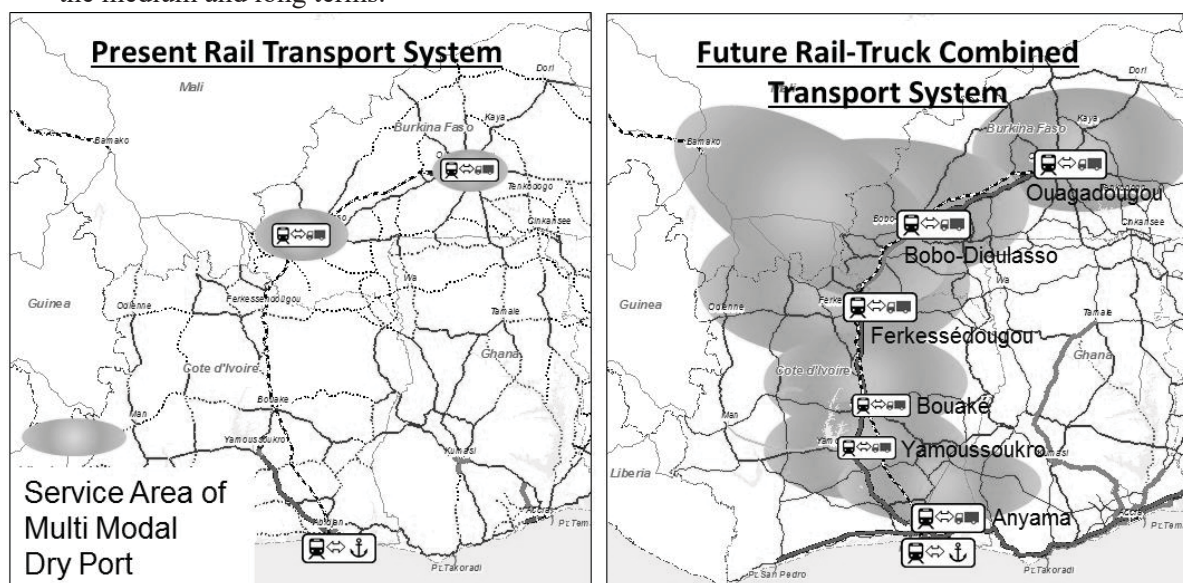 the medium and long terms.
Present Rail Transport System
Mali
Dori
Bamako
Burkina Faso
Kaya
Tenkodogo
Cinkansee
Wa
Guinea
Odienne
Ferkessendougou
Tamale
Ghana
Cote d'Ivoire
Man
Bouake
Yamoussoukro
Kumasi
Service Area of
Multi Modal
Dry Port
Abidjan
Accra
Pt.Tem
Pt.Takoradi
Future Rail-Truck Combined
Transport System
Dori
Bamako
Burkina Faso
Kaya
Ouagadougou
Cinkansee
Bobo-Dioulasso
Wa
Guinea
Odienne
Ferkessédougou
Tamale
Ghana
Cote d'Ivoire
Man
Bouaké
Yamoussoukro
Liberia
Anyama
Accra
Pt.Tem
Pt.San Pedro
Pt.Takoradi